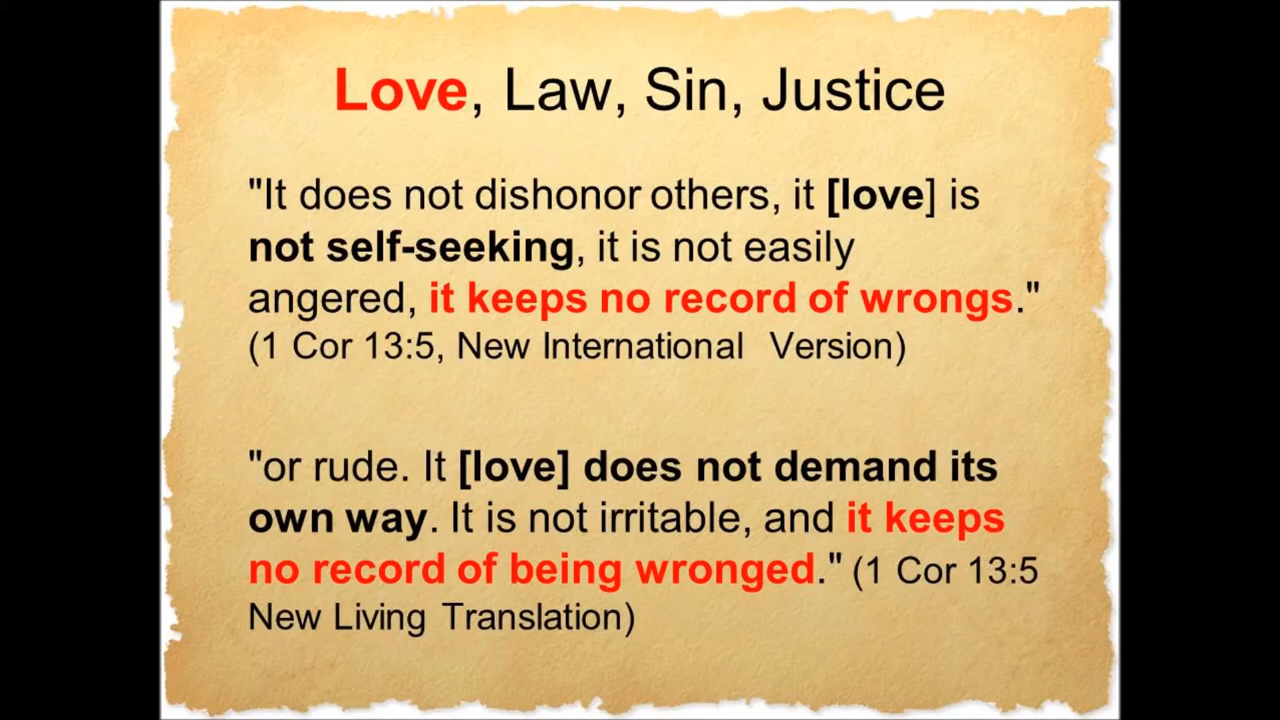 Love, Law, Sin, Justice
"It does not dishonor others, it [love] is
not self-seeking, it is not easily
angered, it keeps no record of wrongs."
(1 Cor 13:5, New International Version)
"or rude. It [love] does not demand its
own way. It is not irritable, and it keeps
no record of being wronged." (1 Cor 13:5
New Living Translation)